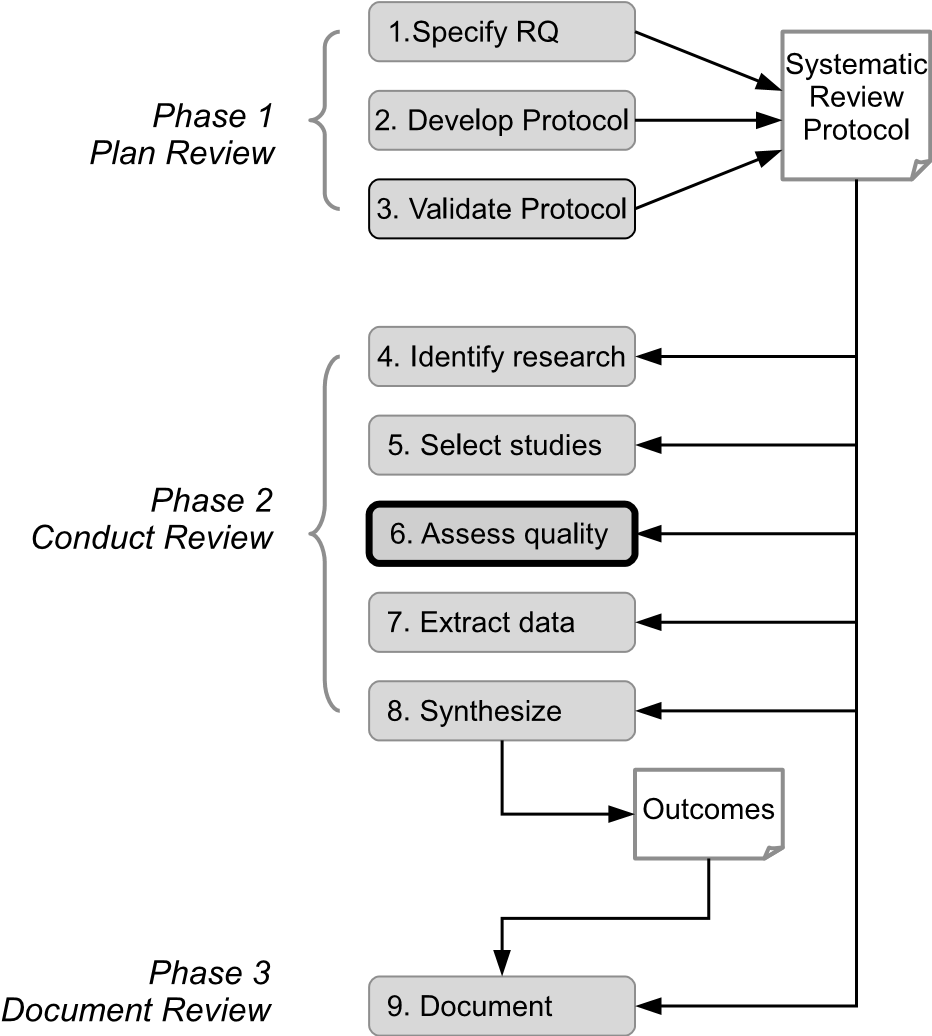 1.Specify RQ
Systematic
Review
Protocol
Phase 1
Plan Review
2. Develop Protocol
3. Validate Protocol
4. Identify research
5. Select studies
Phase 2
Conduct Review
6. Assess quality
7. Extract data
8. Synthesize
Outcomes
Phase 3
Document Review
9. Document